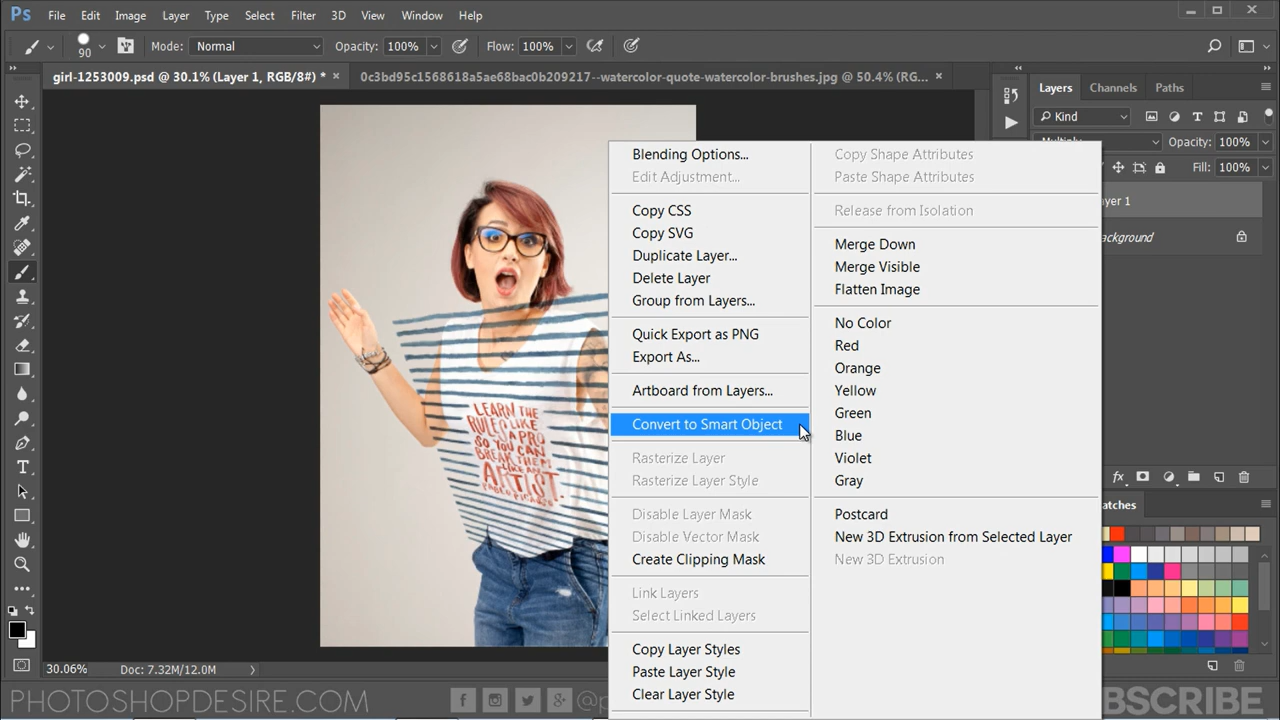 Ps File Edit Image Layer Type Select Filter 3D View Window Help
90 Mode: Normal Opacity: 100% Flow: 100%
girl-1253009.psd @ 30.1% (Layer 1, RGB/8#) * × 0c3bd95c1568618a5ae68bac0b209217--watercolor-quote-watercolor-brushes.jpg @ 50.4% (RG... ×
Layers Channels Paths
Kind
Opacity: 100%
Fill: 100%
yer 1
ackground
Blending Options...
Edit Adjustment...
Copy CSS
Copy SVG
Duplicate Layer...
Delete Layer
Group from Layers...
Quick Export as PNG
Export As...
Artboard from Layers...
Convert to Smart Object
Rasterize Layer
Rasterize Layer Style
Disable Layer Mask
Disable Vector Mask
Create Clipping Mask
Link Layers
Select Linked Layers
Copy Layer Styles
Paste Layer Style
Clear Layer Style
Copy Shape Attributes
Paste Shape Attributes
Release from Isolation
Merge Down
Merge Visible
Flatten Image
No Color
Red
Orange
Yellow
Green
Blue
Violet
Gray
Postcard
New 3D Extrusion from Selected Layer
New 3D Extrusion
fx
atches
LEARN THE
RULES LIKE
A PRO
SO YOU CAN
BREAK THEM
LIKE AN
ARTIST.
PABLO PICASSO
30.06% Doc: 7.32M/12.0M
PHOTOSHOPDESIRE.COM
@p
BSCRIBE